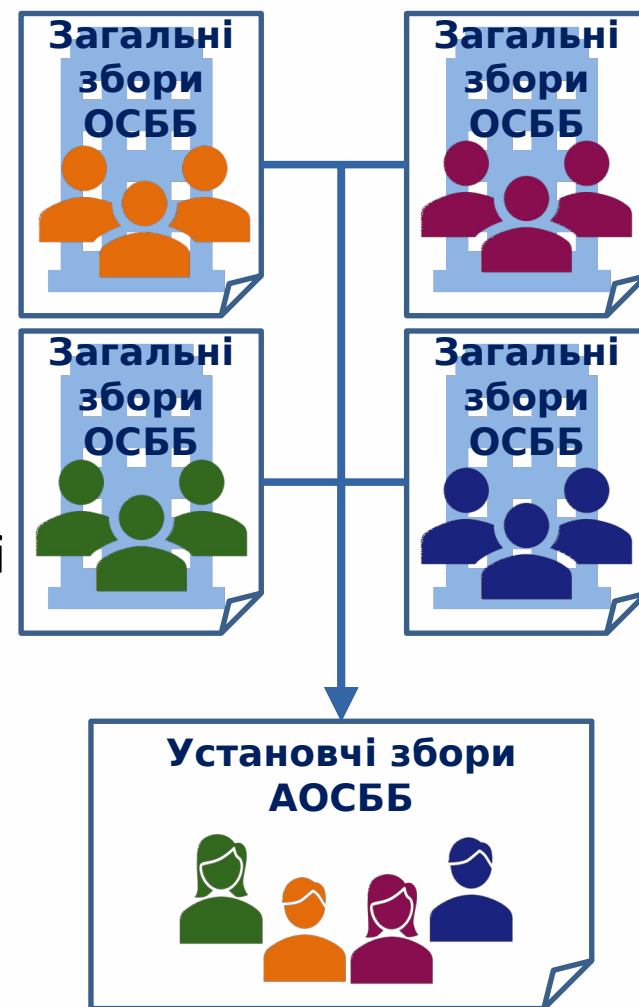 Загальні
збори
ОСББ
Загальні
збори
ОСББ
Загальні
збори
ОСББ
Загальні
збори
ОСББ
і
Установчі збори
АОСББ